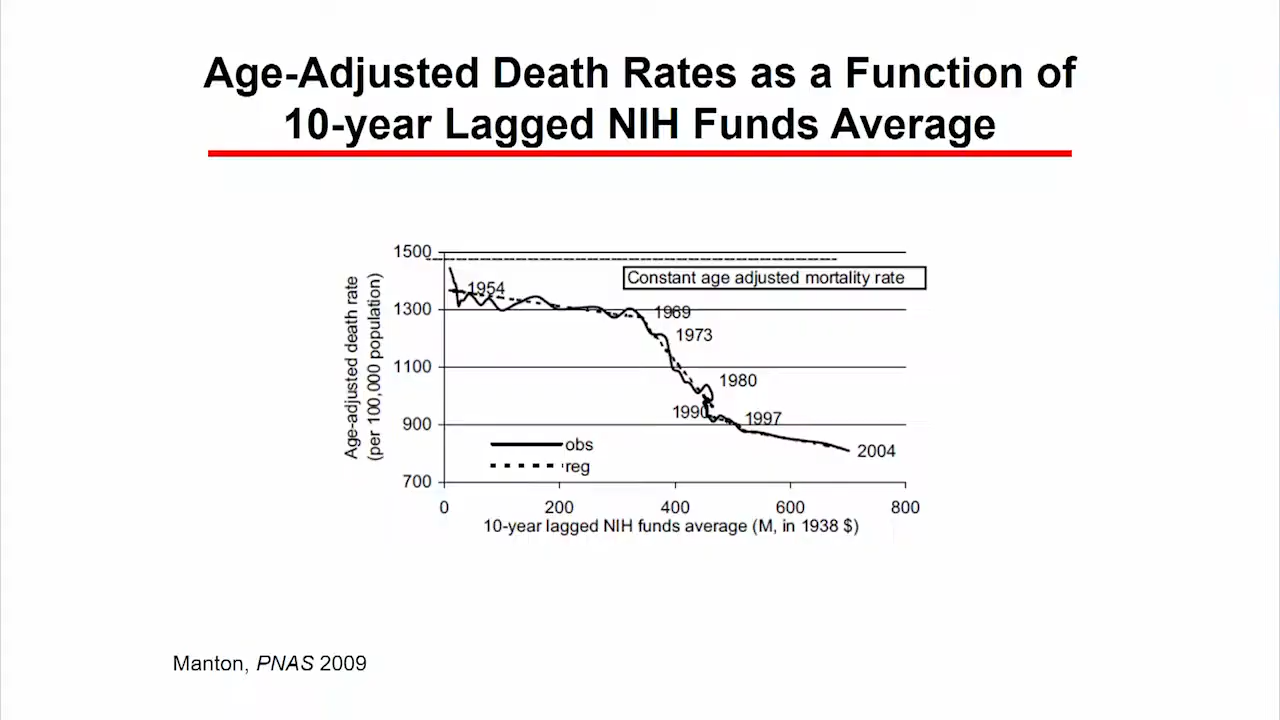 Age-Adjusted Death Rates as a Function of
10-year Lagged NIH Funds Average
1500
Constant age adjusted mortality rate
1954
1300
1969
1973
1100
1980
1990
1997
900
obs
2004
reg
700
0 200 400 600 800
Age-adjusted death rate
(per 100,000 population)
10-year lagged NIH funds average (M, in 1938 $)
Manton, PNAS 2009